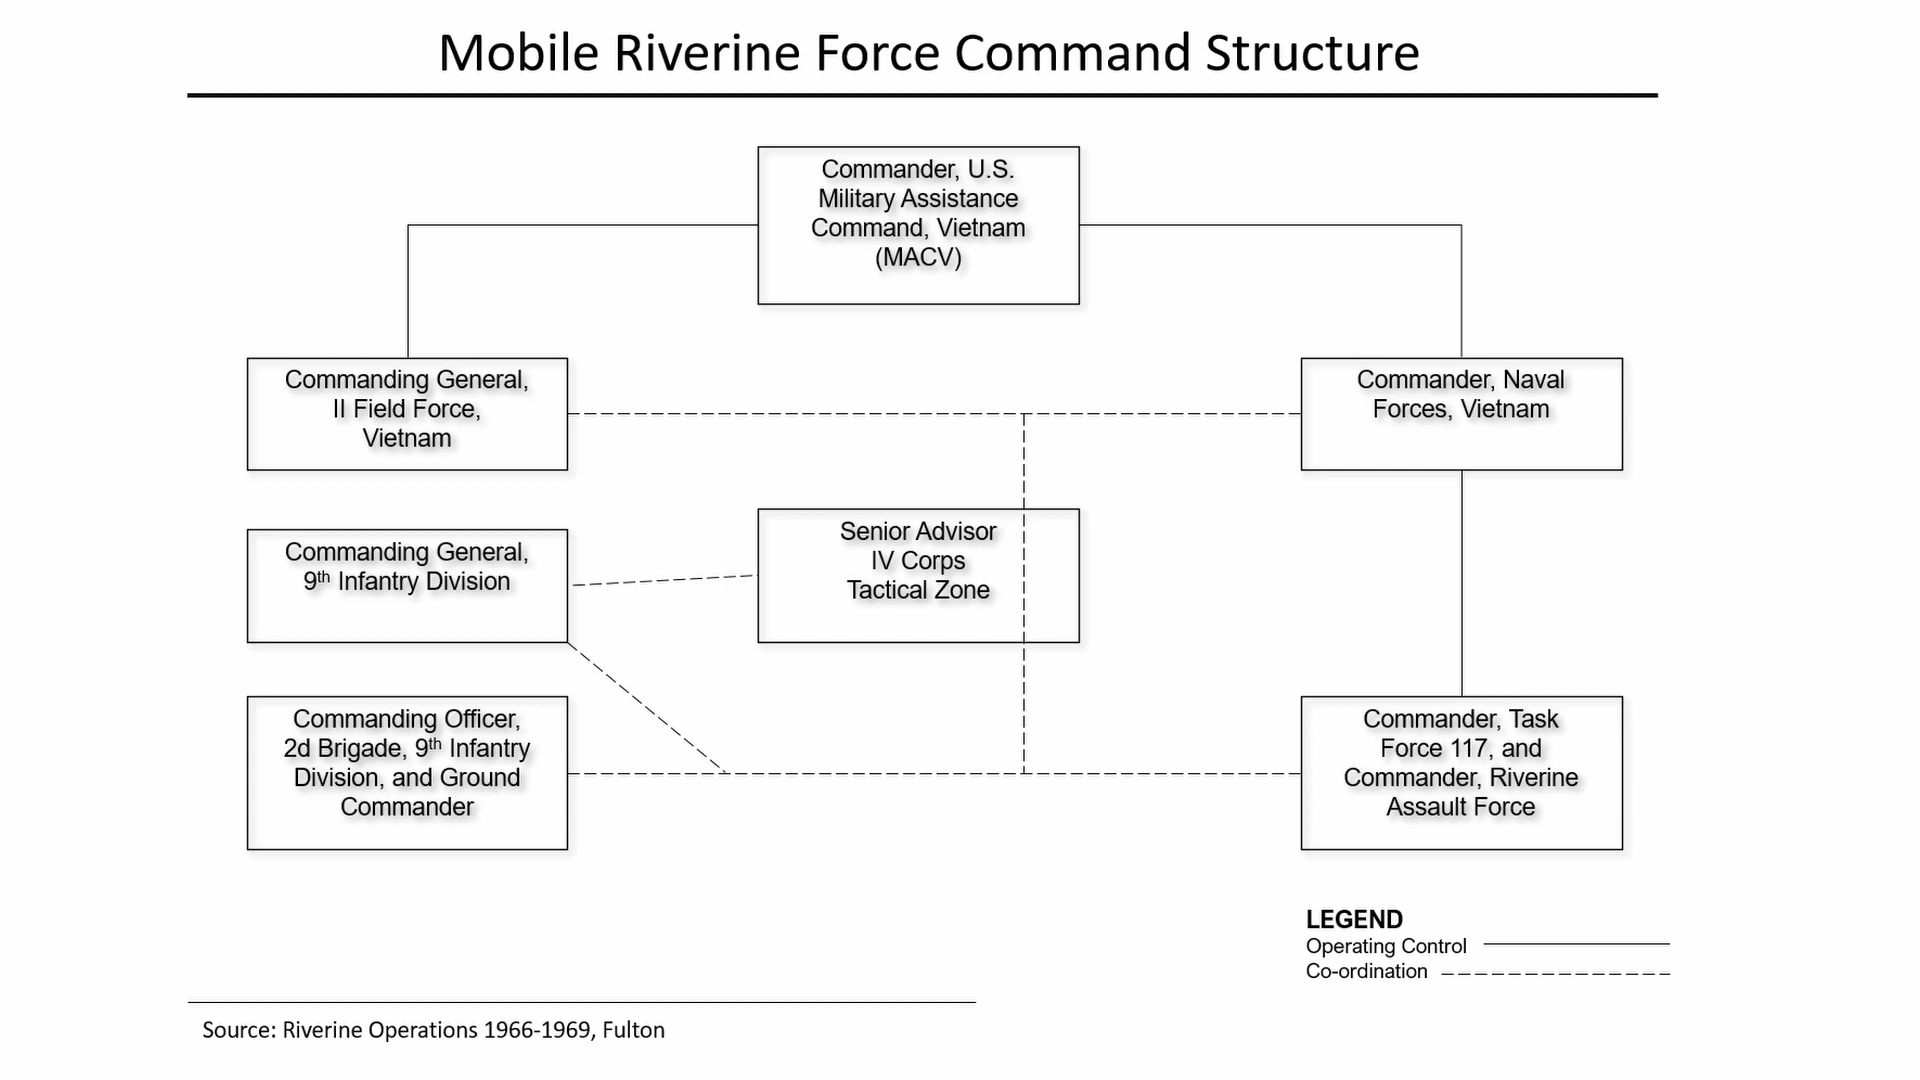 Mobile Riverine Force Command Structure
Commander, U.S.
Military Assistance
Command, Vietnam
(MACV)
Commanding General,
II Field Force,
Vietnam
Commander, Naval
Forces, Vietnam
Commanding General,
9th Infantry Division
Senior Advisor
IV Corps
Tactical Zone
Commanding Officer,
2d Brigade, 9th Infantry
Division, and Ground
Commander
Commander, Task
Force 117, and
Commander, Riverine
Assault Force
LEGEND
Operating Control
Co-ordination
Source: Riverine Operations 1966-1969, Fulton